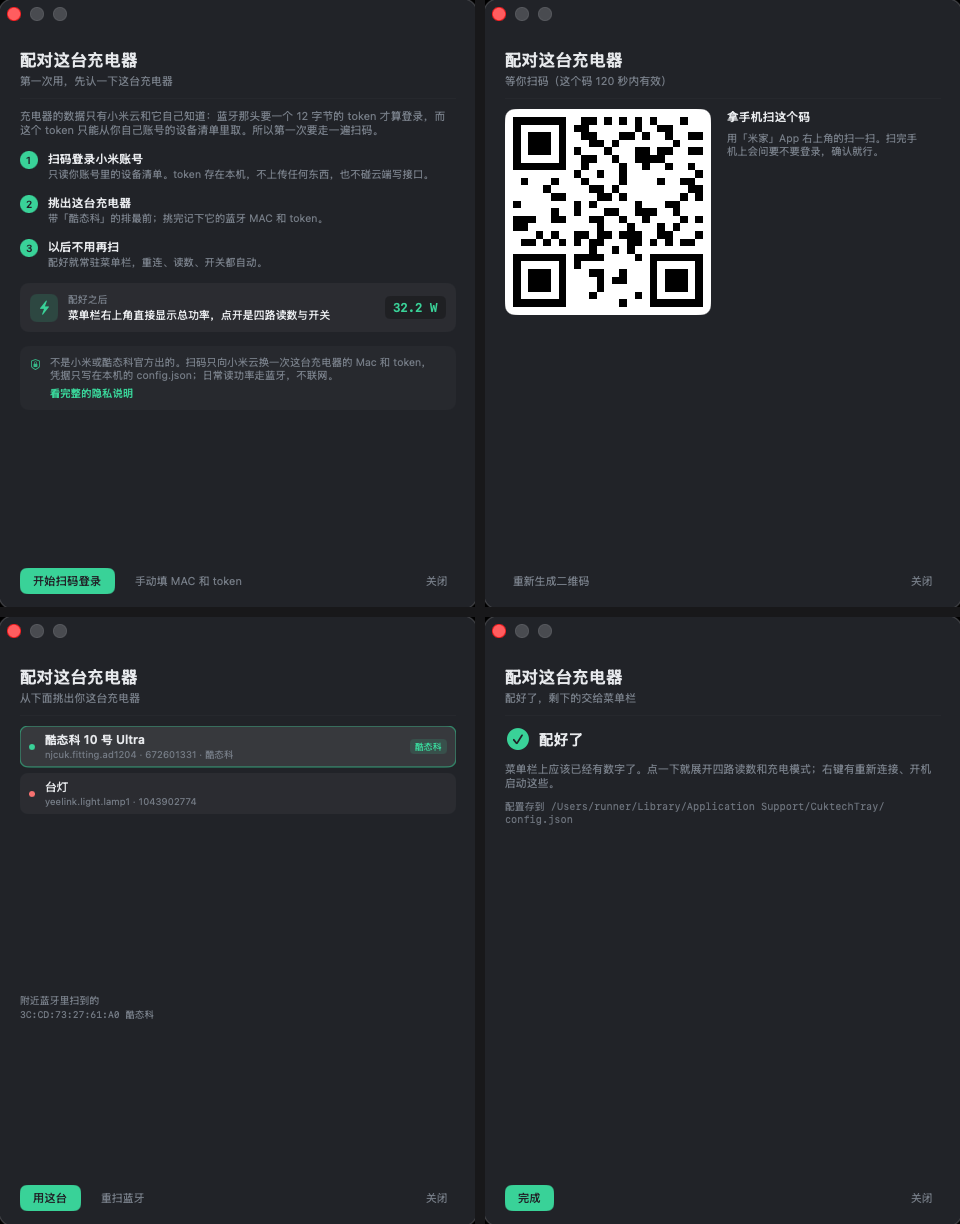 配对这台充电器
第一次用，先认一下这台充电器
充电器的数据只有小米云和它自己知道：蓝牙那头要一个 12 字节的 token 才算登录，而
这个 token 只能从你自己账号的设备清单里取。所以第一次要走一遍扫码。
1
扫码登录小米账号
只读你账号里的设备清单。token 存在本机，不上传任何东西，也不碰云端写接口。
2
挑出这台充电器
带「酷态科」的排最前；挑完记下它的蓝牙 MAC 和 token。
3
以后不用再扫
配好就常驻菜单栏，重连、读数、开关都自动。
配好之后
菜单栏右上角直接显示总功率，点开是四路读数与开关
32.2 W
不是小米或酷态科官方出的。扫码只向小米云换一次这台充电器的 Mac 和 token，
凭据只写在本机的 config.json；日常读功率走蓝牙，不联网。
看完整的隐私说明
开始扫码登录
手动填 MAC 和 token
关闭
配对这台充电器
等你扫码（这个码 120 秒内有效）
拿手机扫这个码
用「米家」App 右上角的扫一扫。扫完手
机上会问要不要登录，确认就行。
重新生成二维码
关闭
配对这台充电器
从下面挑出你这台充电器
酷态科 10 号 Ultra
njcuk.fitting.ad1204 · 672601331 · 酷态科
酷态科
台灯
yeelink.light.lamp1 · 1043902774
附近蓝牙里扫到的
3C:CD:73:27:61:A0 酷态科
用这台
重扫蓝牙
关闭
配对这台充电器
配好了，剩下的交给菜单栏
配好了
菜单栏上应该已经有数字了。点一下就展开四路读数和充电模式；右键有重新连接、开机
启动这些。
配置存到 /Users/runner/Library/Application Support/CuktechTray/
config.json
完成
关闭